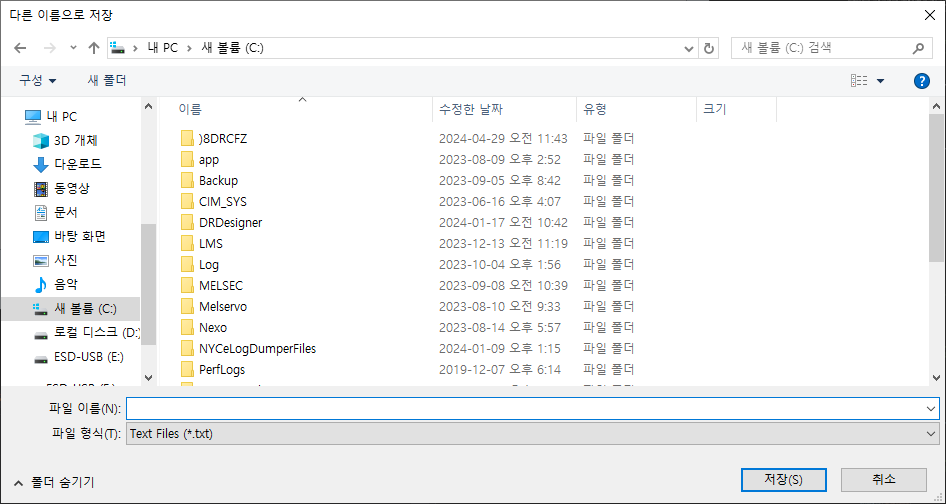 다른 이름으로 저장
내 PC > 새 볼륨 (C:)
새 볼륨 (C:) 검색
구성 새 폴더
이름 수정한 날짜 유형 크기
내 PC
3D 개체
다운로드
동영상
문서
바탕 화면
사진
음악
새 볼륨 (C:)
로컬 디스크 (D:)
ESD-USB (E:)
)8DRCFZ 2024-04-29 오전 11:43 파일 폴더
app 2023-08-09 오후 2:52 파일 폴더
Backup 2023-09-05 오후 8:42 파일 폴더
CIM_SYS 2023-06-16 오후 4:07 파일 폴더
DRDesigner 2024-01-17 오전 10:42 파일 폴더
LMS 2023-12-13 오전 11:19 파일 폴더
Log 2023-10-04 오후 1:56 파일 폴더
MELSEC 2023-09-08 오전 10:39 파일 폴더
Melservo 2023-08-10 오전 9:33 파일 폴더
Nexo 2023-08-14 오후 5:57 파일 폴더
NYCeLogDumperFiles 2024-01-09 오후 1:15 파일 폴더
PerfLogs 2019-12-07 오후 6:14 파일 폴더
파일 이름(N):
파일 형식(T): Text Files (*.txt)
폴더 숨기기
저장(S) 취소